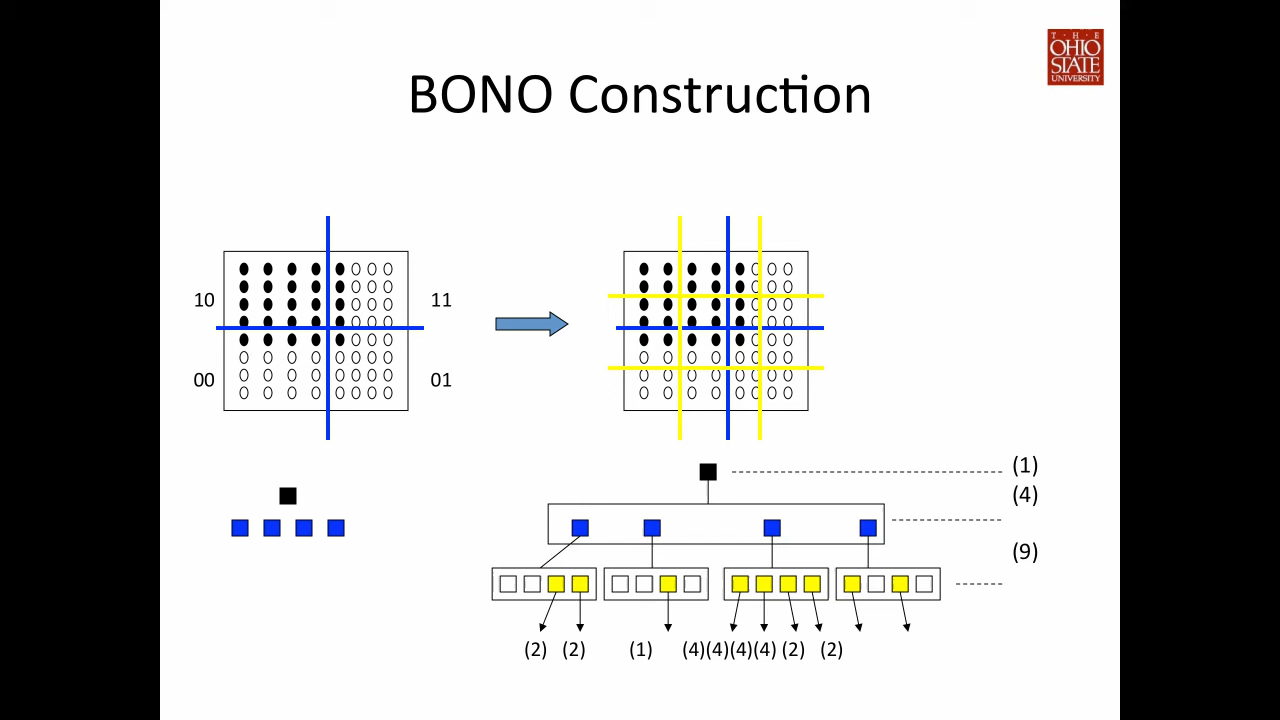 T · H · E
OHIO
STATE
UNIVERSITY
BONO Construction
10
11
00
01
(1)
(4)
(9)
(2) (2) (1) (4)(4)(4)(4) (2) (2)